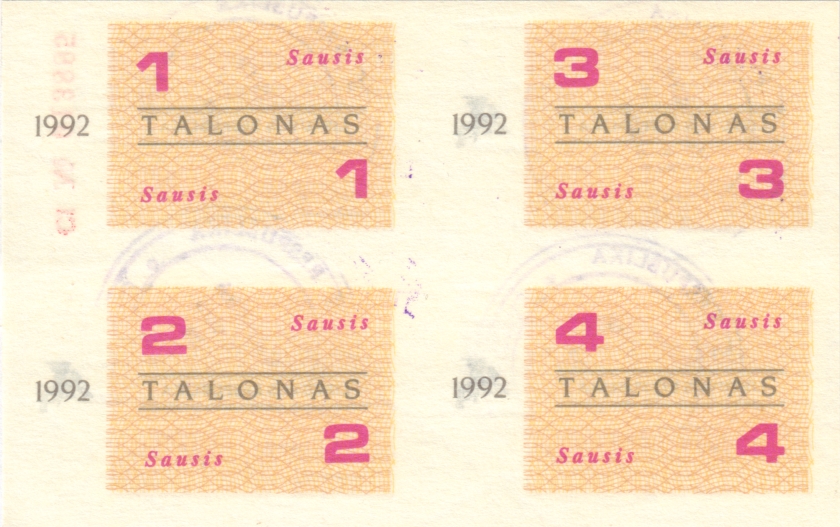 1
Sausis
1992
TALONAS
Sausis
1
3
Sausis
1992
TALONAS
Sausis
3
2
Sausis
1992
TALONAS
Sausis
2
4
Sausis
1992
TALONAS
Sausis
4